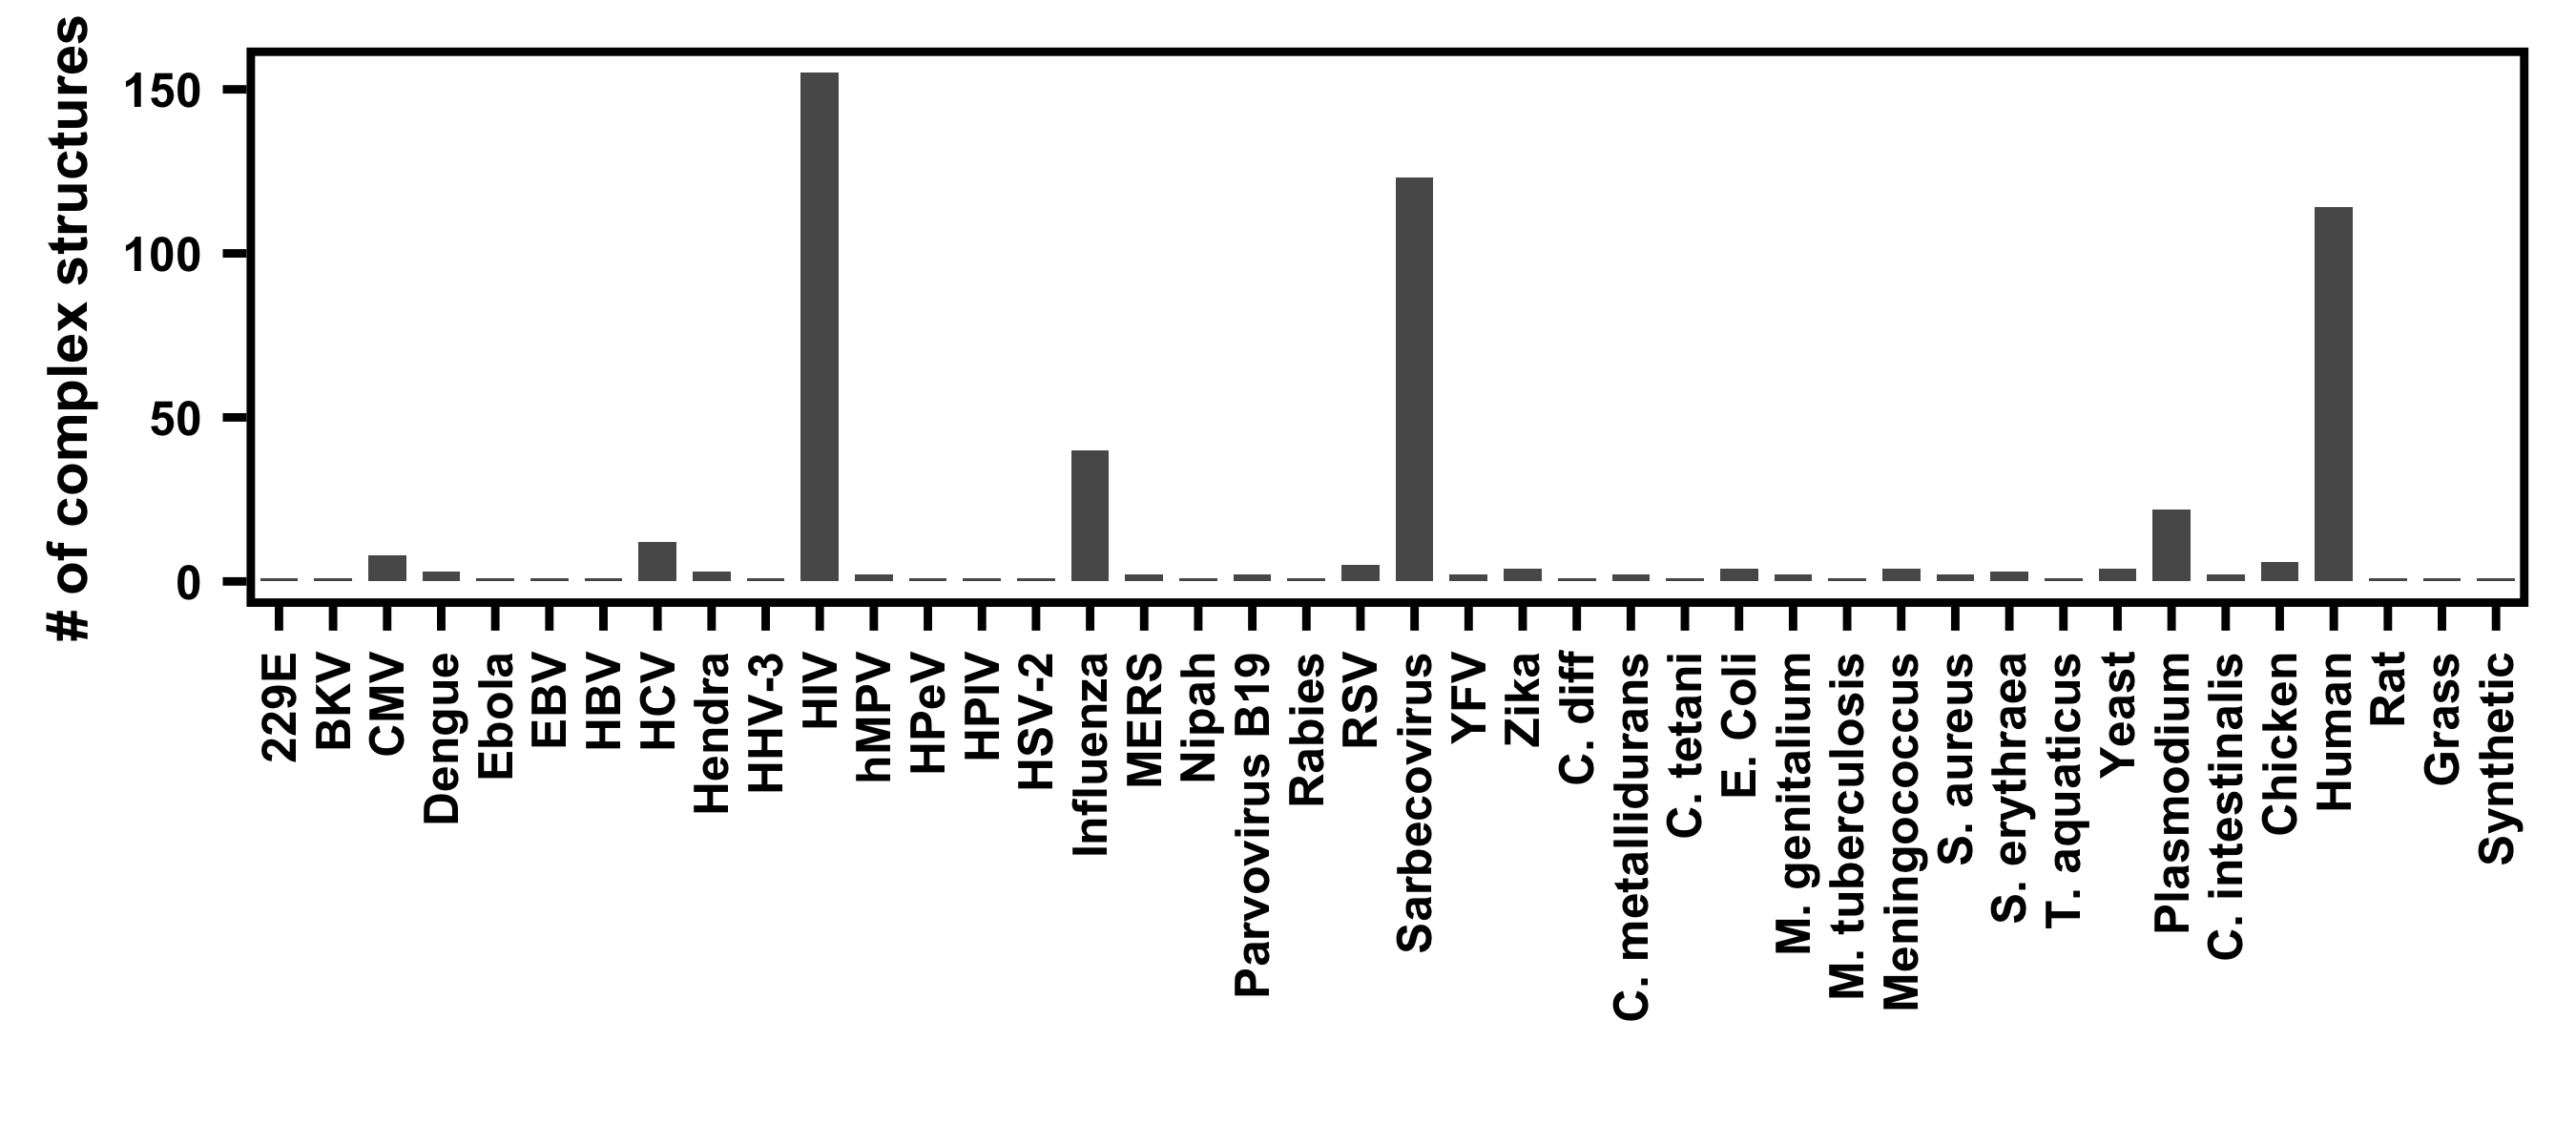 # of complex structures
150
100
50
0
229E
BKV
CMV
Dengue
Ebola
EBV
HBV
HCV
Hendra
HHV-3
HIV
hMPV
HPeV
HPIV
HSV-2
Influenza
MERS
Nipah
Parvovirus B19
Rabies
RSV
Sarbecovirus
YFV
Zika
C. diff
C. metallidurans
C. tetani
E. Coli
M. genitalium
M. tuberculosis
Meningococcus
S. aureus
S. erythraea
T. aquaticus
Yeast
Plasmodium
C. intestinalis
Chicken
Human
Rat
Grass
Synthetic